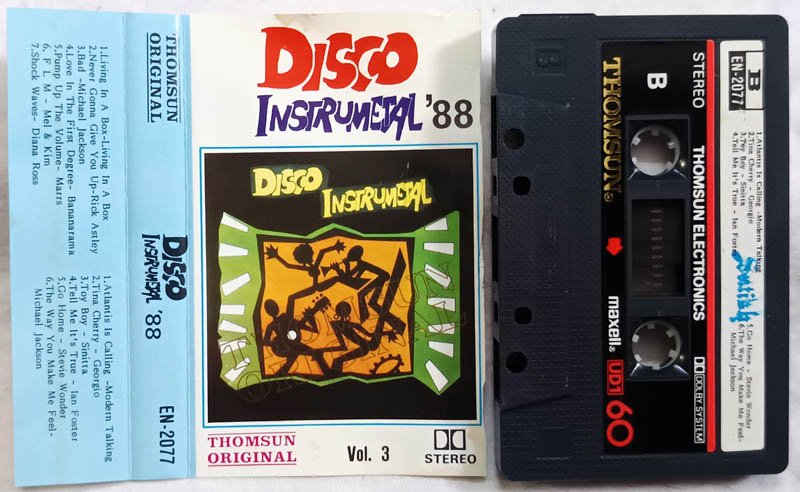 THOMSUN
ORIGINAL
1.Living In A Box-Living In A Box
2.Never Gonna Give You Up-Rick Astley
3.Bad -Michael Jackson
4.Love In The First Degree- Bananarama
5.Pump Up The Volume- Marrs
6. F L M - Mel & Kim
7.Shock Waves- Diana Ross
DISCO
INSTRUMETAL '88
1.Atlantis Is Calling -Modern Talking
2.Tina Cherry - Georgio
3.Toy Boy - Sinitta
4.Tell Me It's True - Ian Foster
5.Go Home - Stevie Wonder
6.The Way You Make Me Feel-
Michael Jackson
EN-2077
DISCO
INSTRUMETAL '88
DISCO
INSTRUMETAL
THOMSUN
ORIGINAL
THOMSUN
ORIGINAL
Vol. 3
STEREO
B
EN-2077
1.Atlantis Is Calling -Modern Talking
2.Tina Cherry - Georgio
3.Toy Boy - Sinitta
4.Tell Me It's True - Ian Foster
5.Go Home - Stevie Wonder
6.The Way You Make Me Feel-
Michael Jackson
STEREO
THOMSUN ELECTRONICS
DOLBY SYSTEM
B
THOMSUN®
maxell®
UD1
60